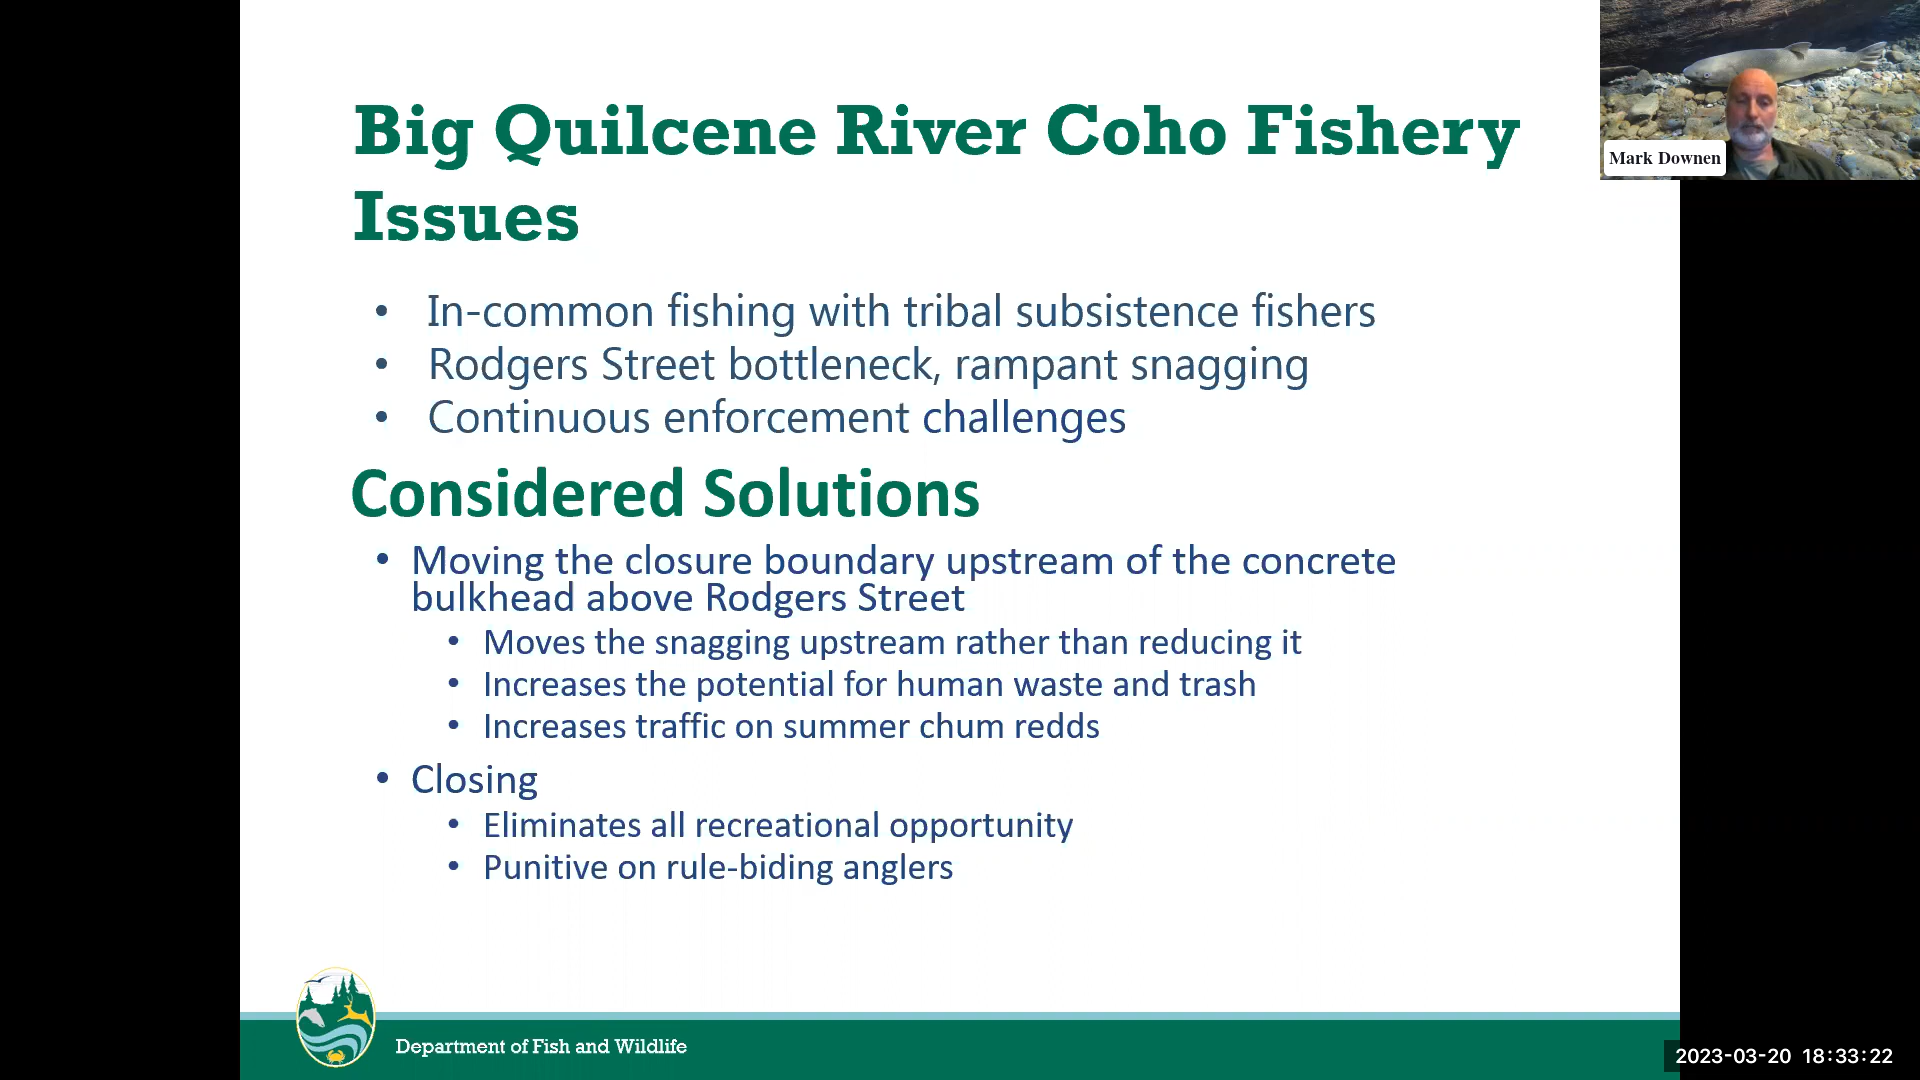 Big Quilcene River Coho Fishery
Issues
• In-common fishing with tribal subsistence fishers
• Rodgers Street bottleneck, rampant snagging
• Continuous enforcement challenges
Considered Solutions
• Moving the closure boundary upstream of the concrete
bulkhead above Rodgers Street
• Moves the snagging upstream rather than reducing it
• Increases the potential for human waste and trash
• Increases traffic on summer chum redds
• Closing
• Eliminates all recreational opportunity
• Punitive on rule-biding anglers
Department of Fish and Wildlife
Mark Downen
2023-03-20 18:33:22